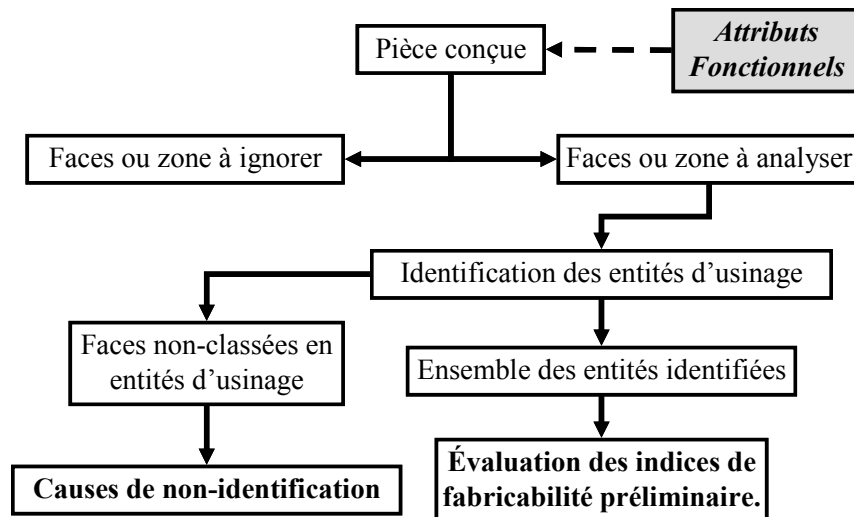 Pièce conçue
Attributs
Fonctionnels
Faces ou zone à ignorer
Faces ou zone à analyser
Identification des entités d’usinage
Faces non-classées en
entités d’usinage
Ensemble des entités identifiées
Causes de non-identification
Évaluation des indices de
fabricabilité préliminaire.